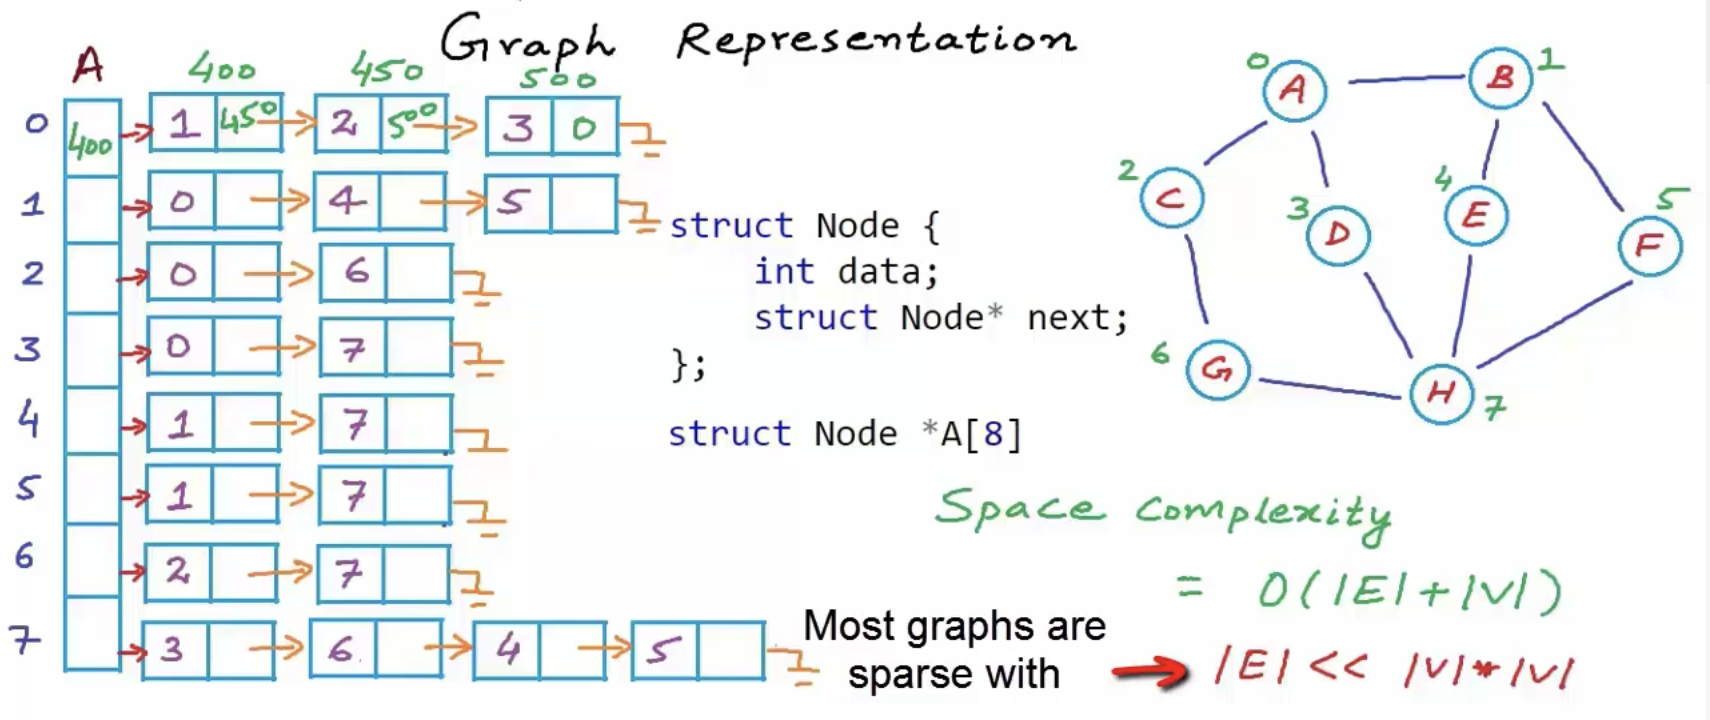 Graph Representation
A
400 450 500
0 400 1 450 2 500 3 0
1 0 4 5
2 0 6
3 0 7
4 1 7
5 1 7
6 2 7
7 3 6 4 5
struct Node {
int data;
struct Node* next;
};
struct Node *A[8]
0 A B 1
2 C 3 D 4 E 5 F
6 G H 7
Space complexity
= O(|E|+|V|)
Most graphs are
sparse with
|E| << |V|*|V|